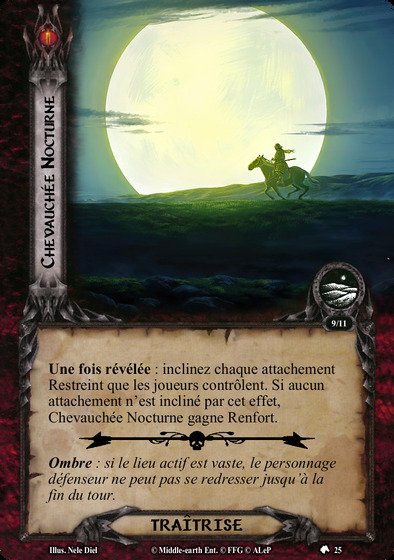 Chevauchée Nocturne
9/11
Une fois révélée : inclinez chaque attachement
Restreint que les joueurs contrôlent. Si aucun
attachement n'est incliné par cet effet,
Chevauchée Nocturne gagne Renfort.
Ombre : si le lieu actif est vaste, le personnage
défenseur ne peut pas se redresser jusqu'à la
fin du tour.
TRAÎTRISE
Illus. Nele Diel
© Middle-earth Ent. © FFG © ALeP
25